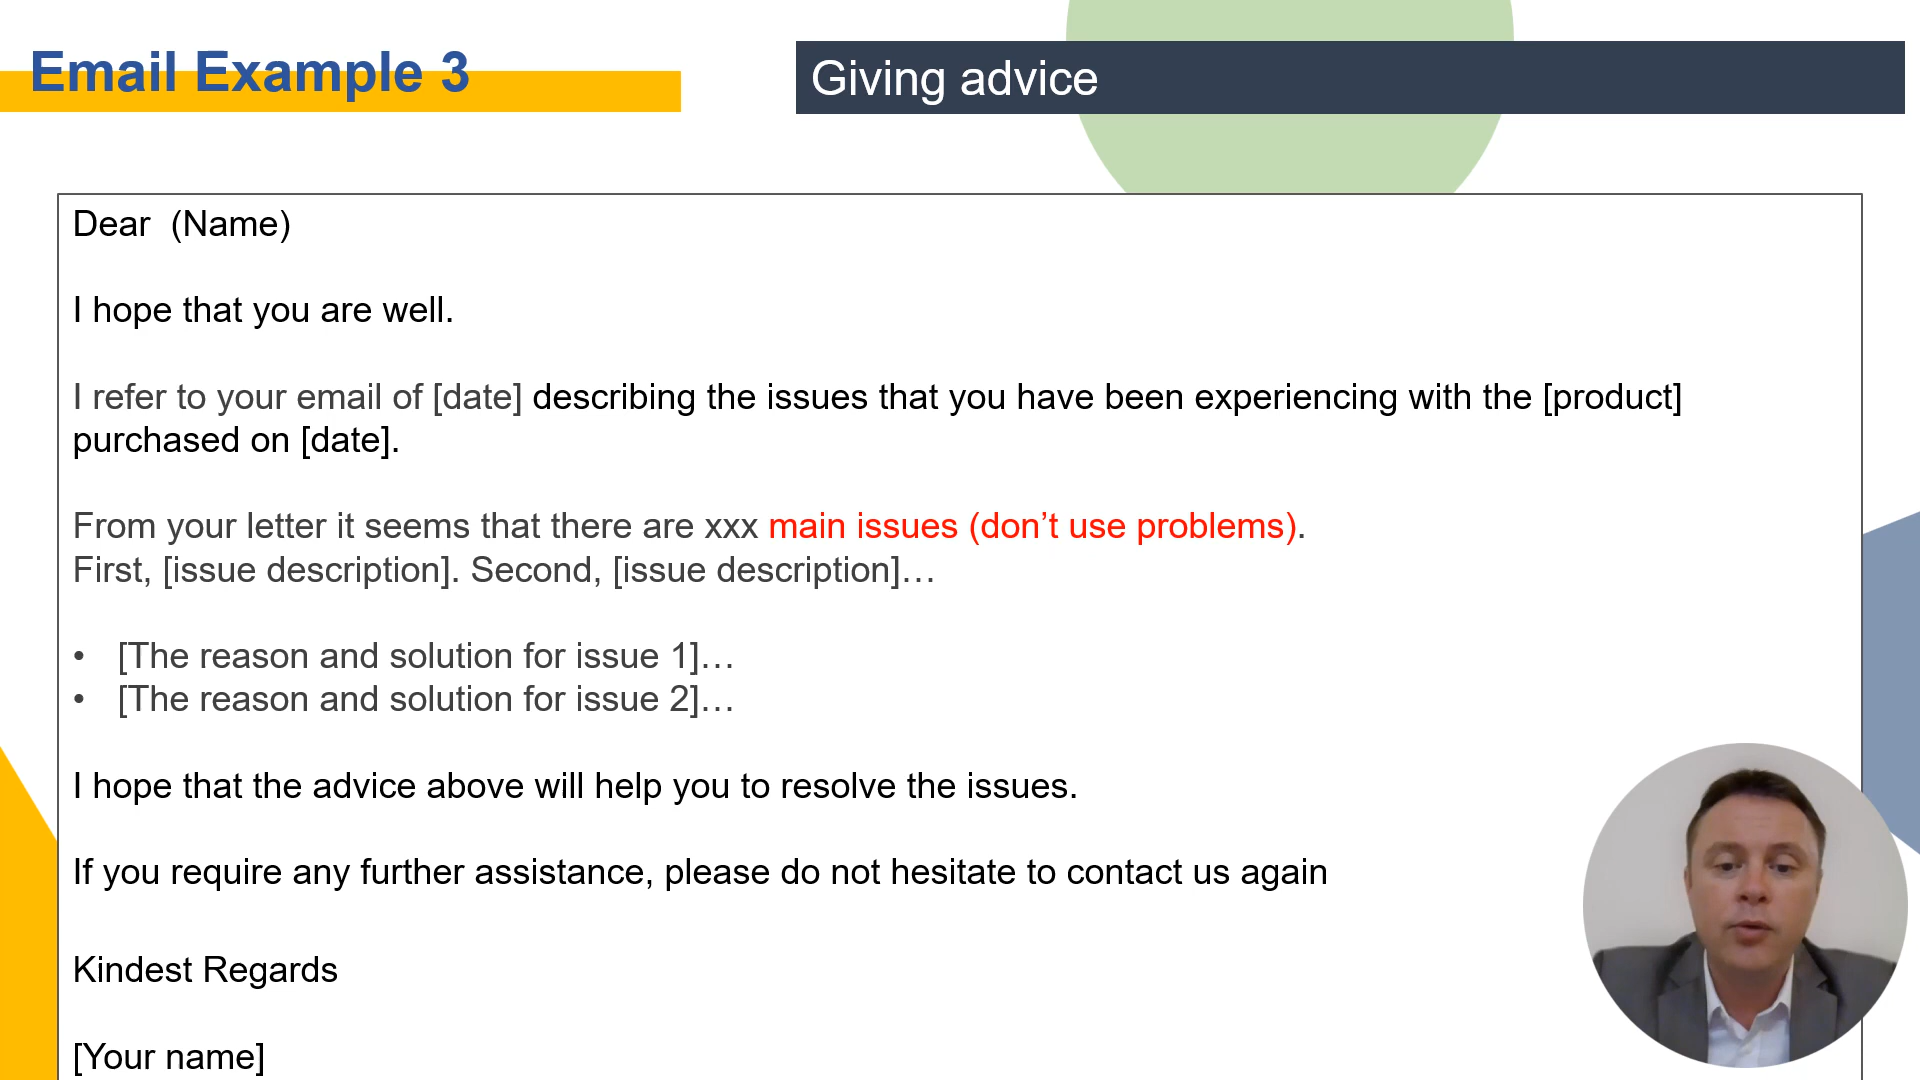 Email Example 3
Giving advice
Dear  (Name)
I hope that you are well.
I refer to your email of [date] describing the issues that you have been experiencing with the [product]
purchased on [date].
From your letter it seems that there are xxx main issues (don’t use problems).
First, [issue description]. Second, [issue description]…
• [The reason and solution for issue 1]…
• [The reason and solution for issue 2]…
I hope that the advice above will help you to resolve the issues.
If you require any further assistance, please do not hesitate to contact us again
Kindest Regards
[Your name]